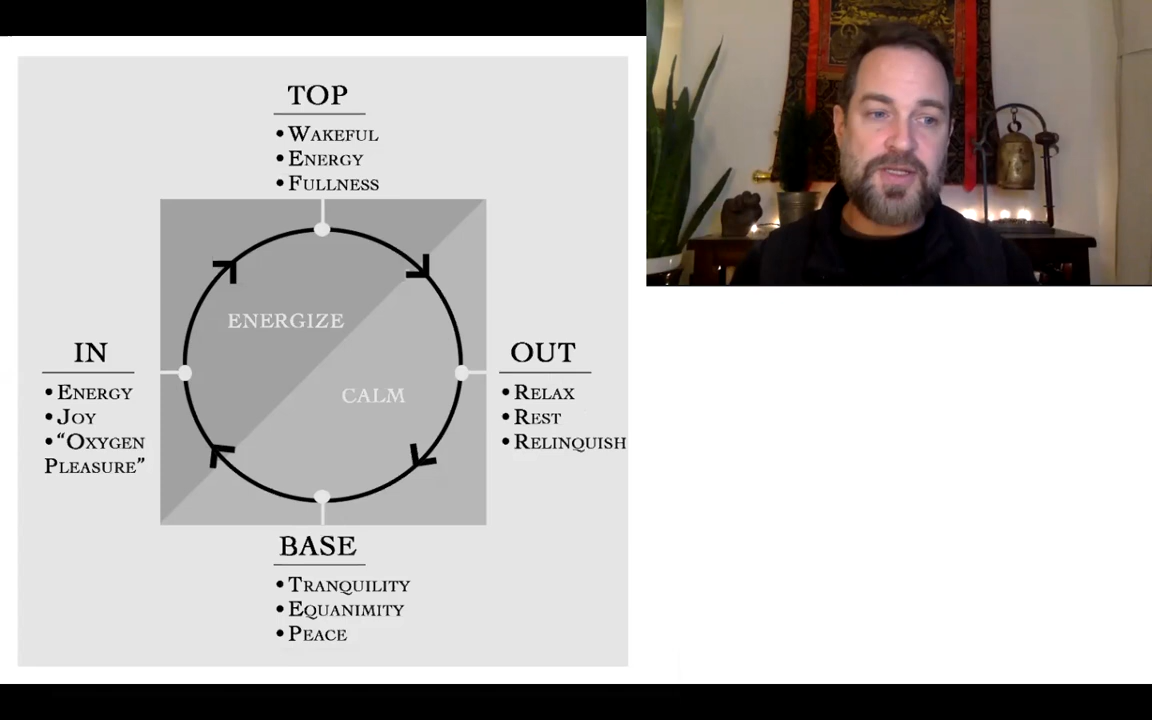 TOP
• WAKEFUL
• ENERGY
• FULLNESS
ENERGIZE
CALM
IN
• ENERGY
• JOY
• “OXYGEN
PLEASURE”
OUT
• RELAX
• REST
• RELINQUISH
BASE
• TRANQUILITY
• EQUANIMITY
• PEACE